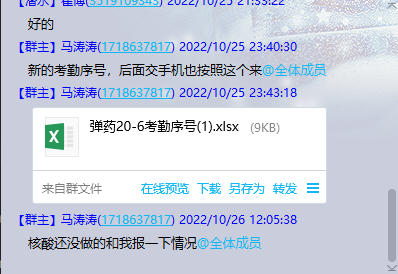 【潜水】崔博(3519109343) 2022/10/25 21:33:22
好的
【群主】马涛涛(1718637817) 2022/10/25 23:40:30
新的考勤序号，后面交手机也按照这个来@全体成员
【群主】马涛涛(1718637817) 2022/10/25 23:43:18
弹药20-6考勤序号(1).xlsx (9KB)
来自群文件 在线预览 下载 另存为 转发
【群主】马涛涛(1718637817) 2022/10/26 12:05:38
核酸还没做的和我报一下情况@全体成员